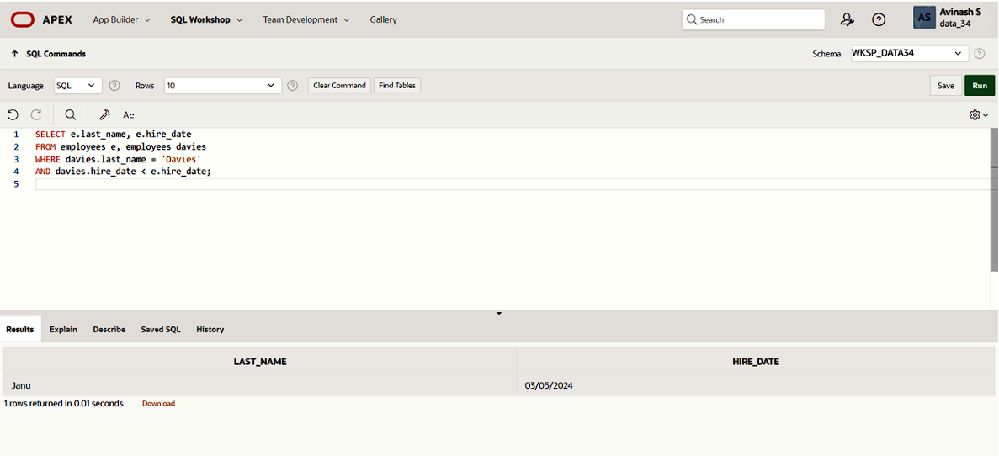 APEX App Builder SQL Workshop Team Development Gallery Search AS Avinash S
data_34
SQL Commands Schema WKSP_DATA34 ?
Language SQL ? Rows 10 ? Clear Command Find Tables Save Run
A::
1 SELECT e.last_name, e.hire_date
2 FROM employees e, employees davies
3 WHERE davies.last_name = 'Davies'
4 AND davies.hire_date < e.hire_date;
5
Results Explain Describe Saved SQL History
LAST_NAME HIRE_DATE
Janu 03/05/2024
1 rows returned in 0.01 seconds Download